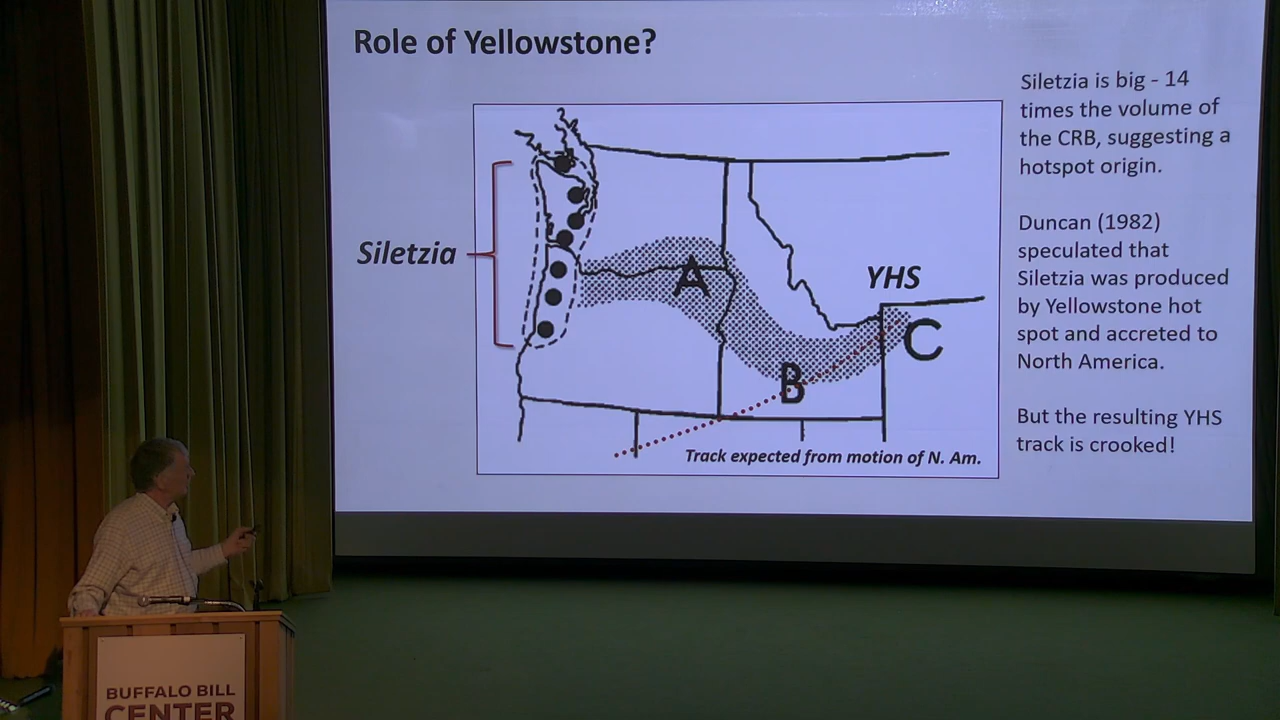 Role of Yellowstone?
Siletzia is big - 14
times the volume of
the CRB, suggesting a
hotspot origin.
Duncan (1982)
speculated that
Siletzia was produced
by Yellowstone hot
spot and accreted to
North America.
But the resulting YHS
track is crooked!
Siletzia
A
YHS
C
B
Track expected from motion of N. Am.
BUFFALO BILL
CENTER